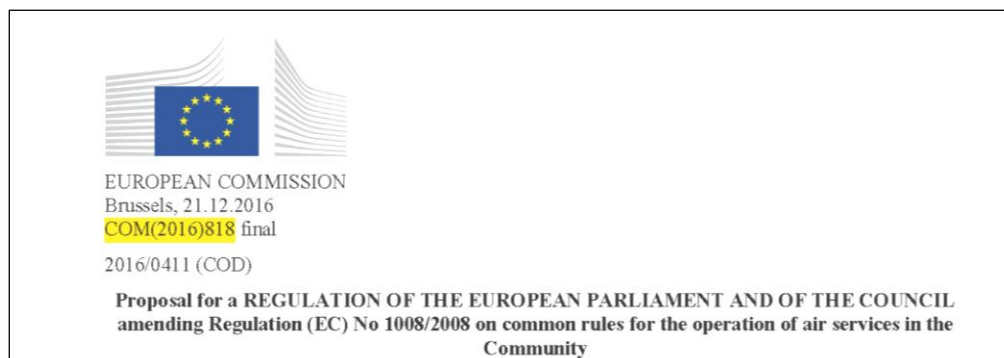 EUROPEAN COMMISSION
Brussels, 21.12.2016
COM(2016)818 final
2016/0411 (COD)
Proposal for a REGULATION OF THE EUROPEAN PARLIAMENT AND OF THE COUNCIL
amending Regulation (EC) No 1008/2008 on common rules for the operation of air services in the
Community